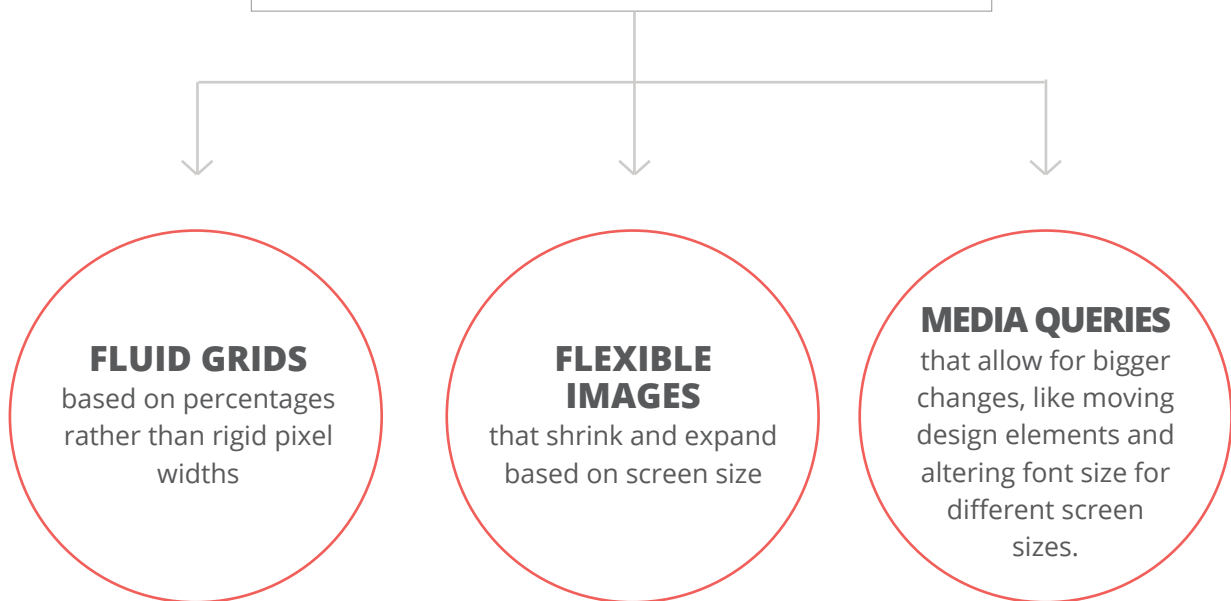 FLUID GRIDS
based on percentages
rather than rigid pixel
widths
FLEXIBLE
IMAGES
that shrink and expand
based on screen size
MEDIA QUERIES
that allow for bigger
changes, like moving
design elements and
altering font size for
different screen
sizes.